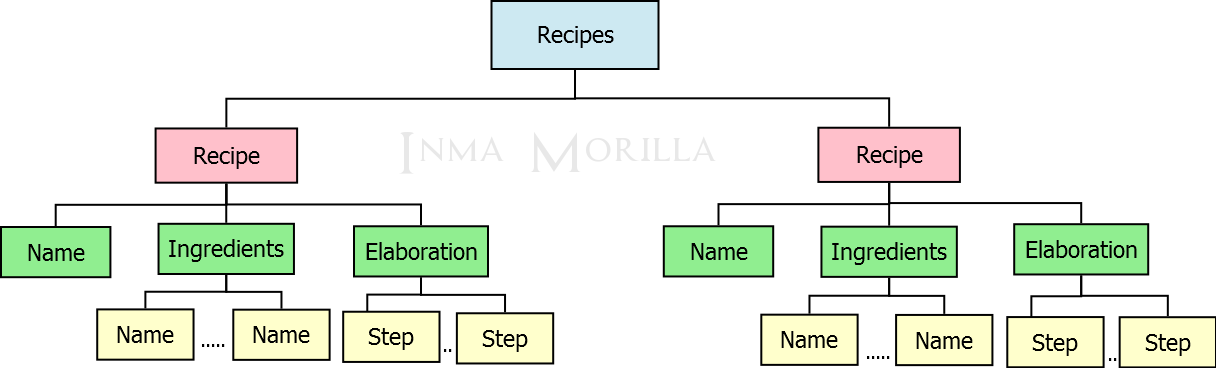 Recipes
Recipe
INMA MORILLA
Recipe
Name
Ingredients
Elaboration
Name
Ingredients
Elaboration
Name ..... Name
Step .. Step
Name ..... Name
Step .. Step